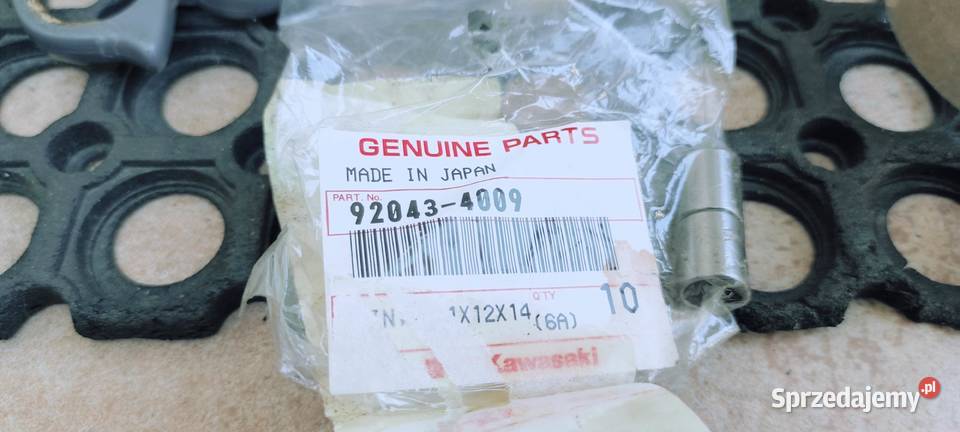 GENUINE PARTS
MADE IN JAPAN
PART. No.
92043-4009
QTY
10
1X12X14
(6A)
Kawasaki
Sprzedajemy.pl